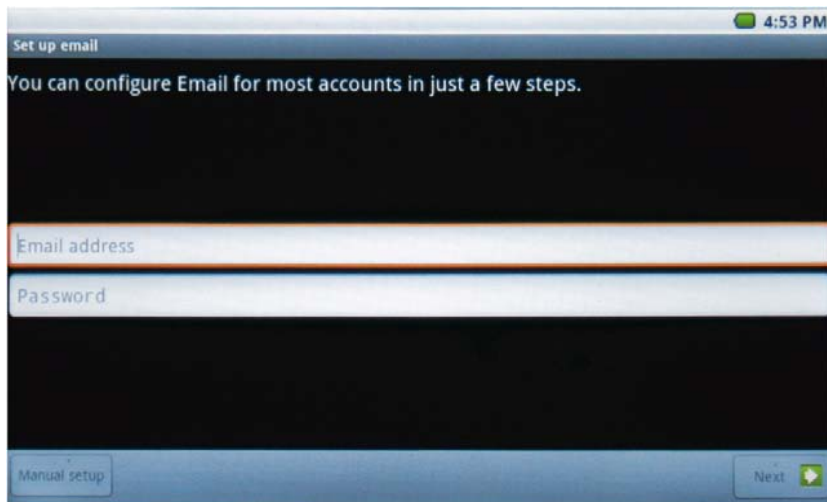 4:53 PM
Set up email
You can configure Email for most accounts in just a few steps.
Email address
Password
Manual setup
Next